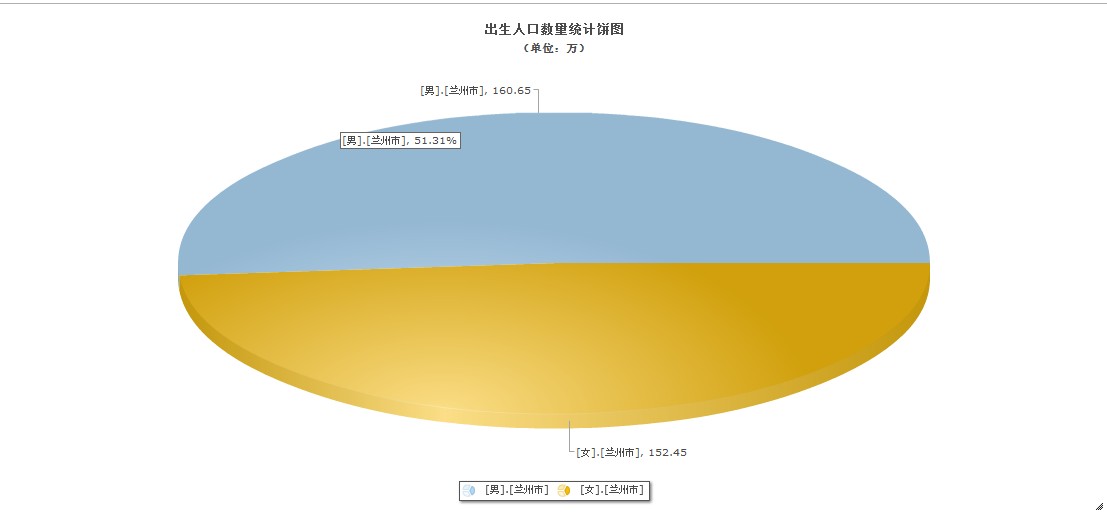 出生人口数量统计饼图
（单位：万）
[男].[兰州市], 160.65
[男].[兰州市], 51.31%
[女].[兰州市], 152.45
[男].[兰州市] [女].[兰州市]